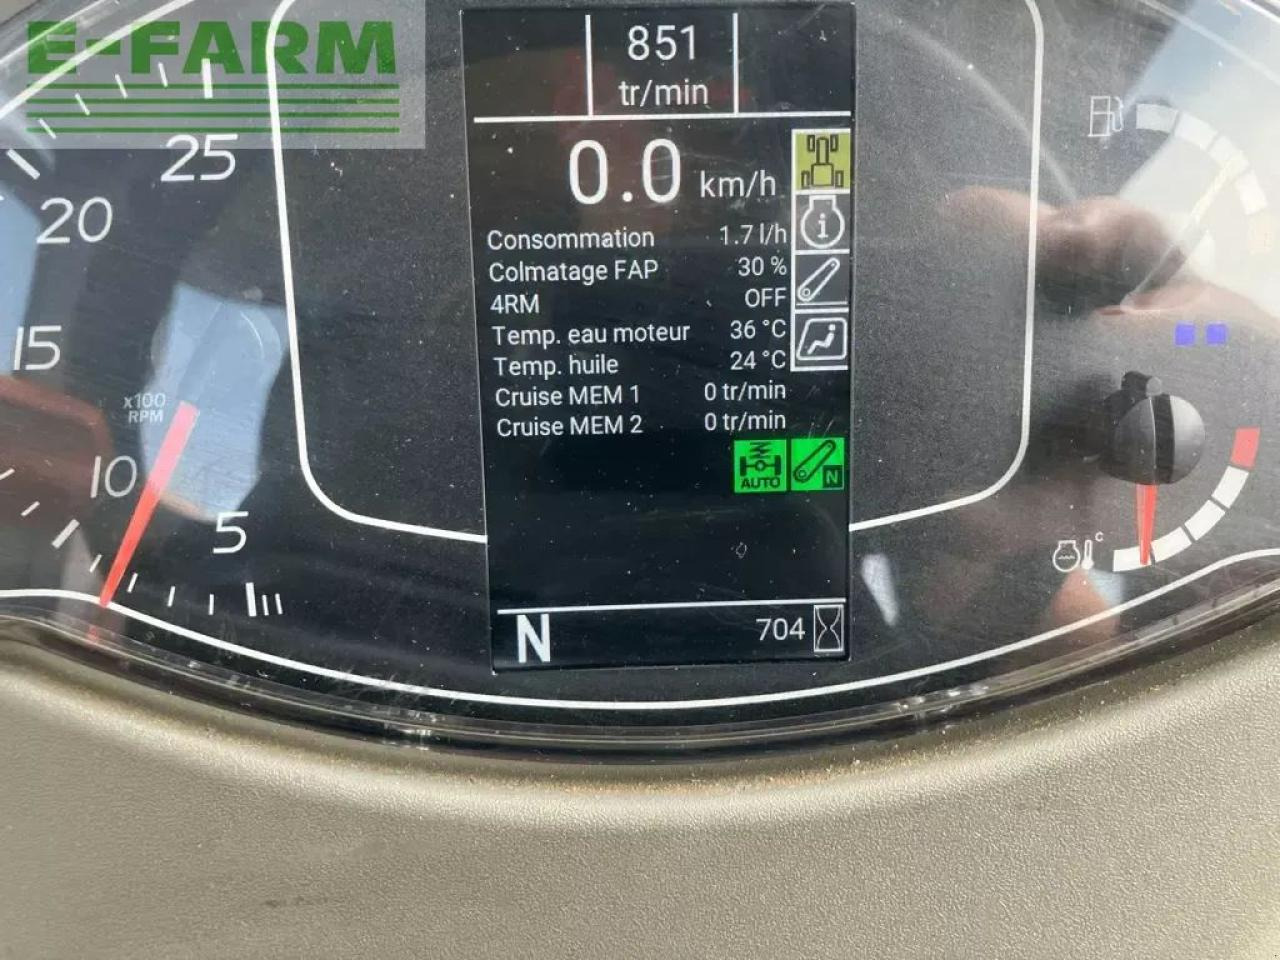 E-FARM
851
tr/min
25
0.0 km/h
20
Consommation 1.7 l/h
Colmatage FAP 30 %
4RM OFF
Temp. eau moteur 36 °C
Temp. huile 24 °C
Cruise MEM 1 0 tr/min
Cruise MEM 2 0 tr/min
15
x100
RPM
10
AUTO N
5
°C
N 704